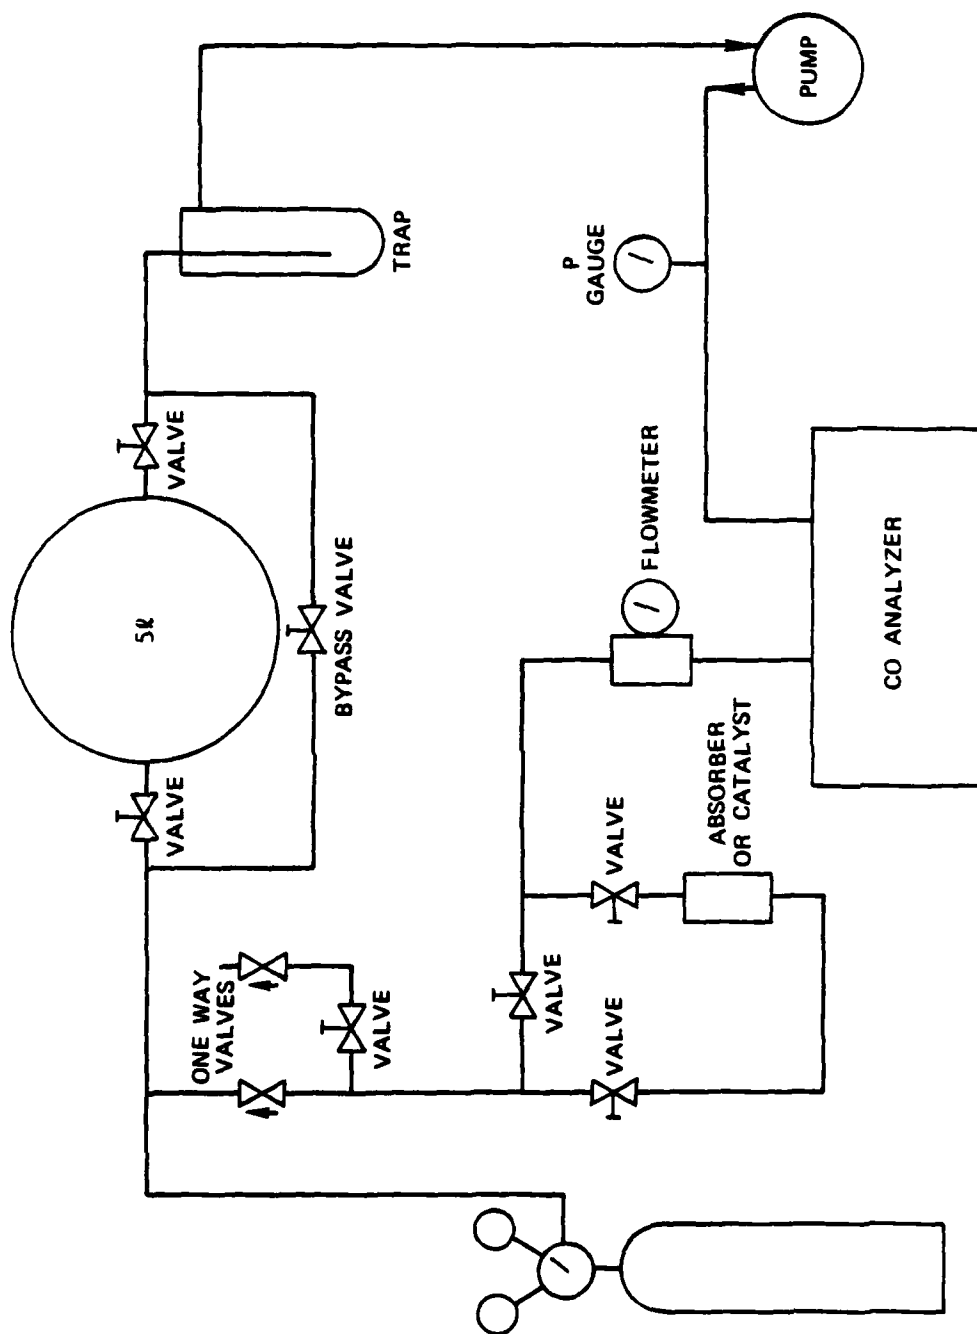 PUMP
TRAP
P
GAUGE
VALVE
5ℓ
BYPASS VALVE
FLOWMETER
CO ANALYZER
VALVE
VALVE
ABSORBER
OR CATALYST
ONE WAY
VALVES
VALVE
VALVE
VALVE